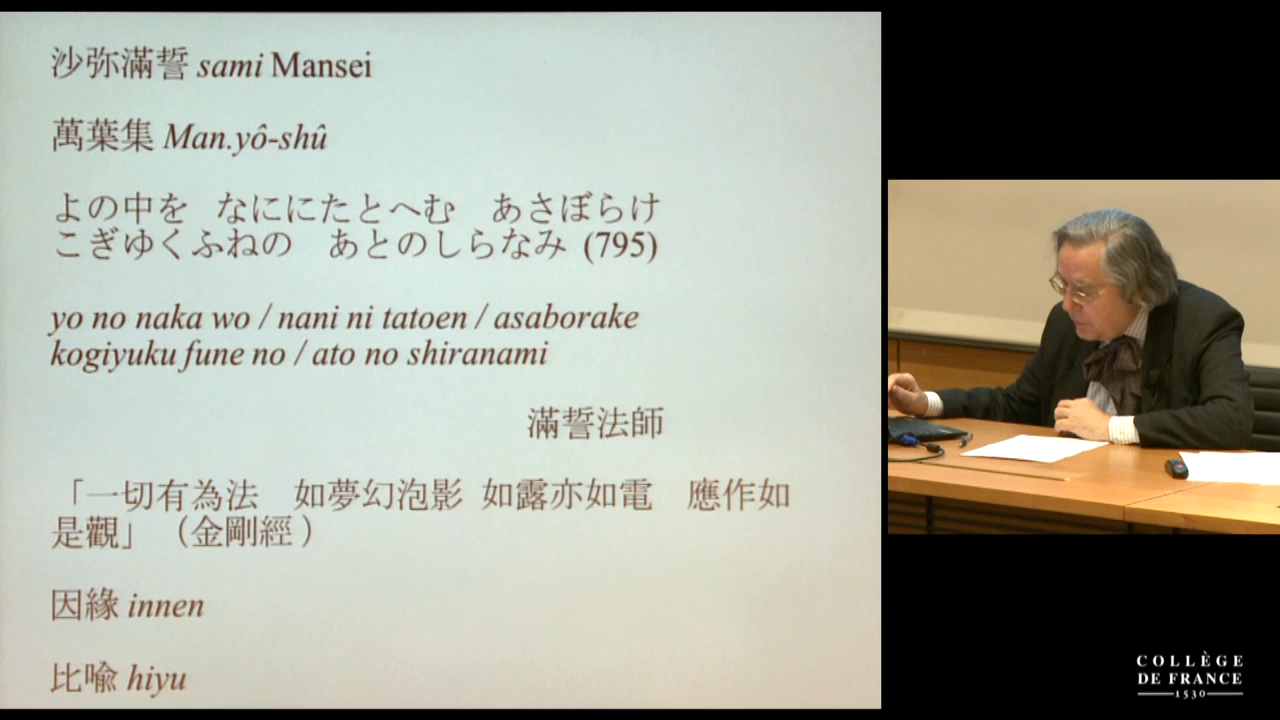 沙弥滿誓 sami Mansei
萬葉集 Man.yô-shû
よの中を　なににたとへむ　あさぼらけ
こぎゆくふねの　あとのしらなみ (795)
yo no naka wo / nani ni tatoen / asaborake
kogiyuku fune no / ato no shiranami
滿誓法師
「一切有為法　如夢幻泡影 如露亦如電　應作如
是觀」（金剛經）
因緣 innen
比喩 hiyu
COLLÈGE
DE FRANCE
1530